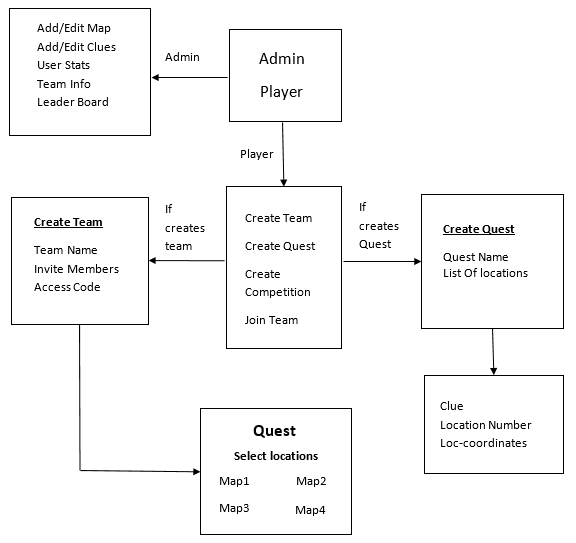 Add/Edit Map
Add/Edit Clues
User Stats
Team Info
Leader Board
Admin
Admin
Player
Player
Create Team
Team Name
Invite Members
Access Code
If
creates
team
Create Team
Create Quest
Create
Competition
Join Team
If
creates
Quest
Create Quest
Quest Name
List Of locations
Clue
Location Number
Loc-coordinates
Quest
Select locations
Map1 Map2
Map3 Map4